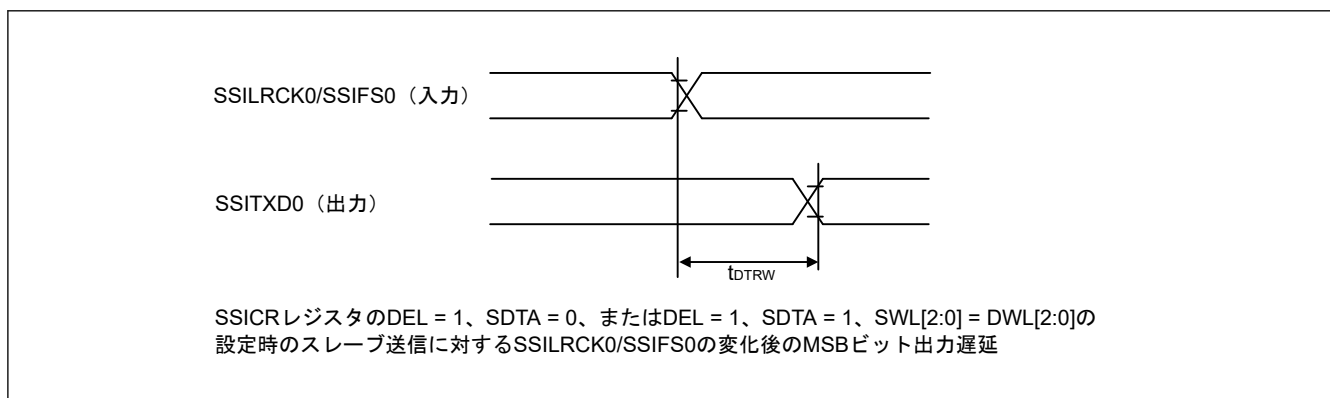 SSILRCK0/SSIFS0（入力）
SSITXD0（出力）
tDTRW
SSICRレジスタのDEL = 1、SDTA = 0、またはDEL = 1、SDTA = 1、SWL[2:0] = DWL[2:0]の
設定時のスレーブ送信に対するSSILRCK0/SSIFS0の変化後のMSBビット出力遅延